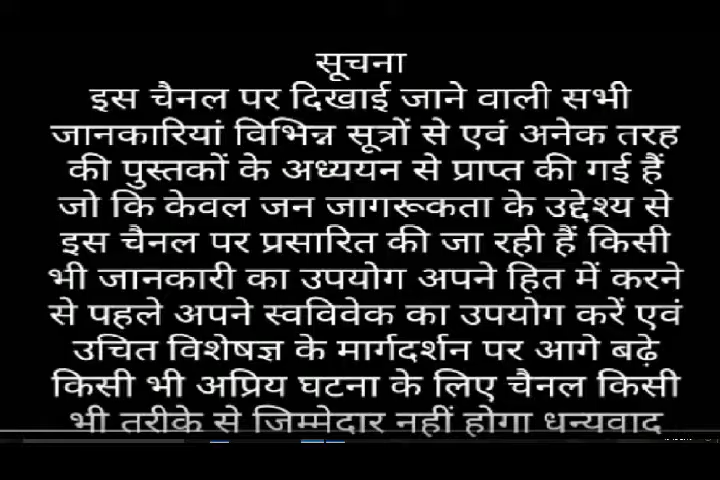 सूचना
इस चैनल पर दिखाई जाने वाली सभी
जानकारियां विभिन्न सूत्रों से एवं अनेक तरह
की पुस्तकों के अध्ययन से प्राप्त की गई हैं
जो कि केवल जन जागरूकता के उद्देश्य से
इस चैनल पर प्रसारित की जा रही हैं किसी
भी जानकारी का उपयोग अपने हित में करने
से पहले अपने स्वविवेक का उपयोग करें एवं
उचित विशेषज्ञ के मार्गदर्शन पर आगे बढ़े
किसी भी अप्रिय घटना के लिए चैनल किसी
भी तरीके से जिम्मेदार नहीं होगा धन्यवाद